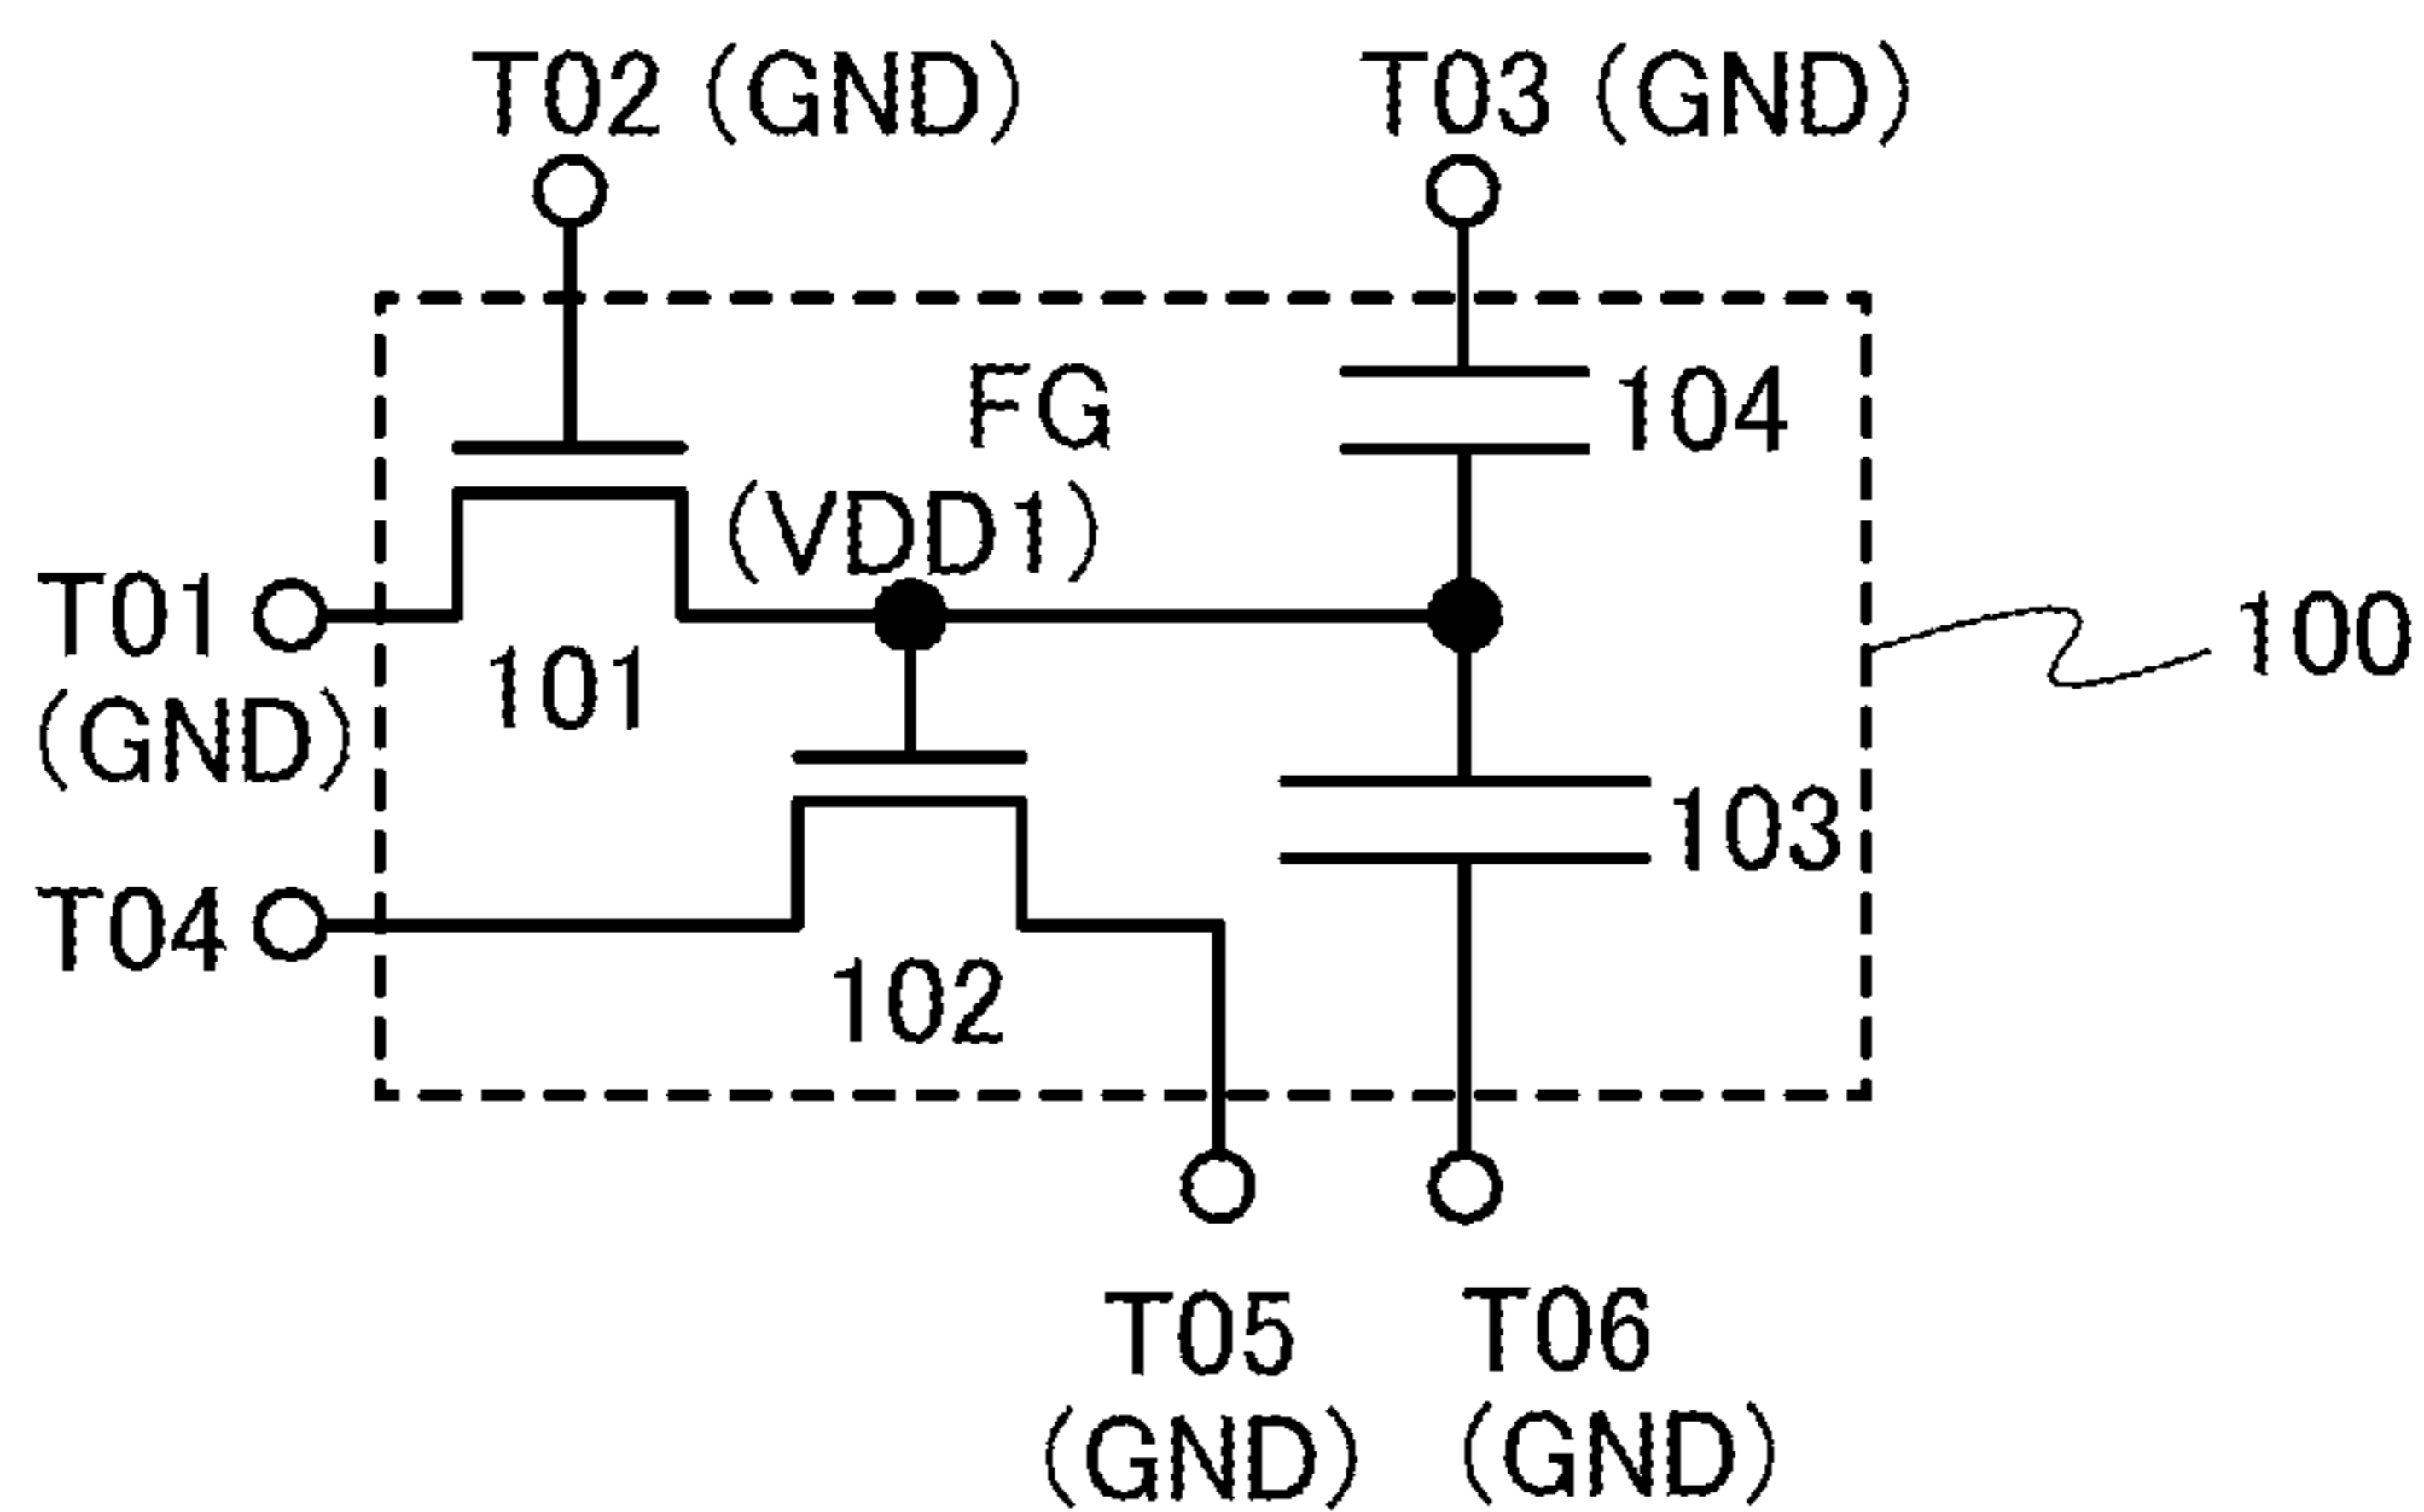 T02 (GND)
T03 (GND)
FG
104
(VDD1)
T01
(GND)
101
100
103
T04
102
T05
(GND)
T06
(GND)